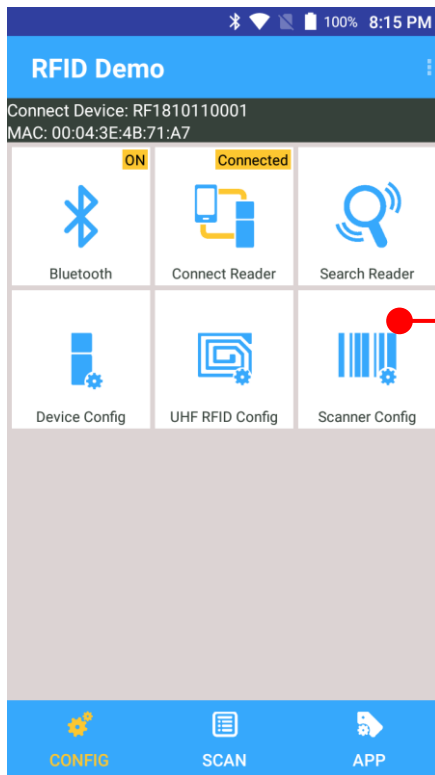 100% 8:15 PM
RFID Demo
Connect Device: RF1810110001
MAC: 00:04:3E:4B:71:A7
ON Connected
Bluetooth Connect Reader Search Reader
Device Config UHF RFID Config Scanner Config
CONFIG SCAN APP